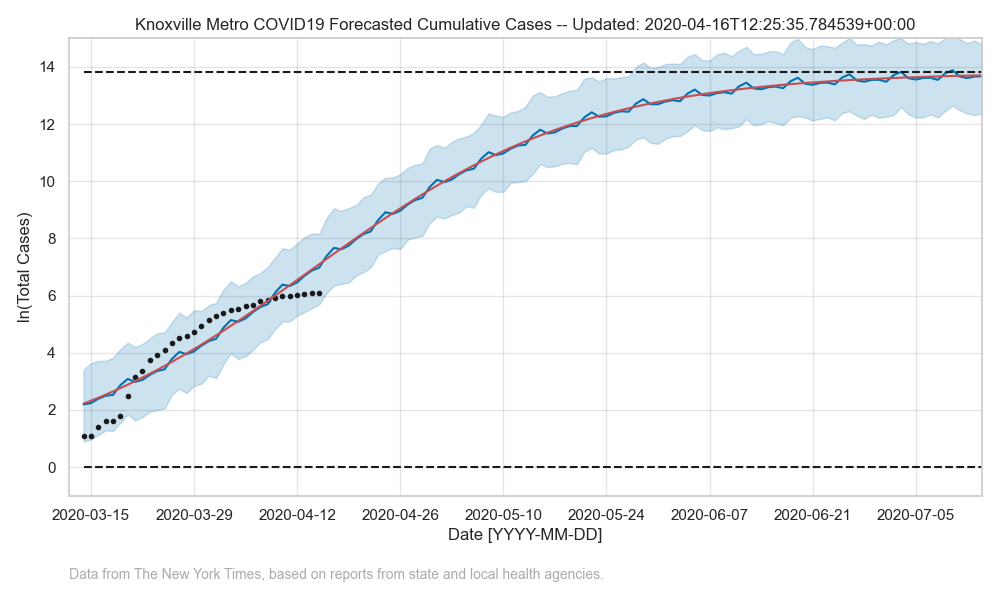 Knoxville Metro COVID19 Forecasted Cumulative Cases -- Updated: 2020-04-16T12:25:35.784539+00:00
ln(Total Cases)
14
12
10
8
6
4
2
0
2020-03-15 2020-03-29 2020-04-12 2020-04-26 2020-05-10 2020-05-24 2020-06-07 2020-06-21 2020-07-05
Date [YYYY-MM-DD]
Data from The New York Times, based on reports from state and local health agencies.